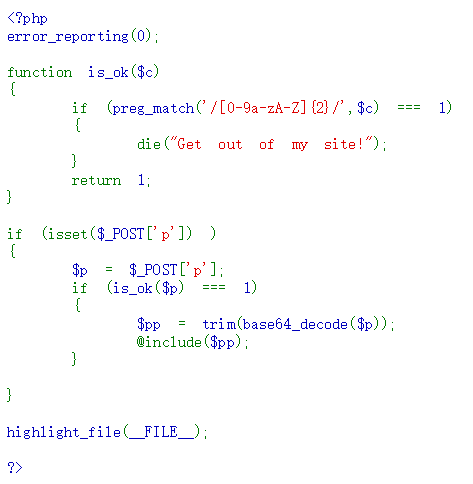 <?php
error_reporting(0);
function is_ok($c)
{
if (preg_match('/[0-9a-zA-Z]{2}/',$c) === 1)
{
die("Get out of my site!");
}
return 1;
}
if (isset($_POST['p']) )
{
$p = $_POST['p'];
if (is_ok($p) === 1)
{
$pp = trim(base64_decode($p));
@include($pp);
}
}
highlight_file(__FILE__);
?>